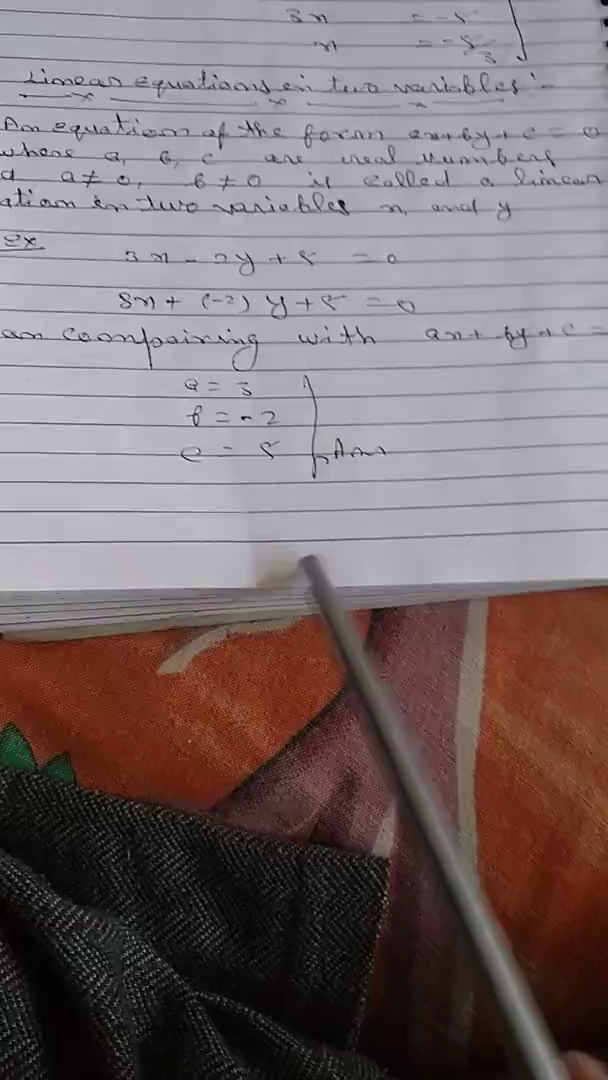 3x = -5
x = -5/3
Linear equations in two variables :-
An equation of the form ax+by+c = 0
where a, b, c are real numbers
d a≠0, b≠0 is called a linear
ation in two variables x, and y
Ex
3x - 2y + 5 = 0
3x + (-2) y + 5 = 0
on compairing with ax + by + c =
a = 3
b = -2
c = 5 Ans